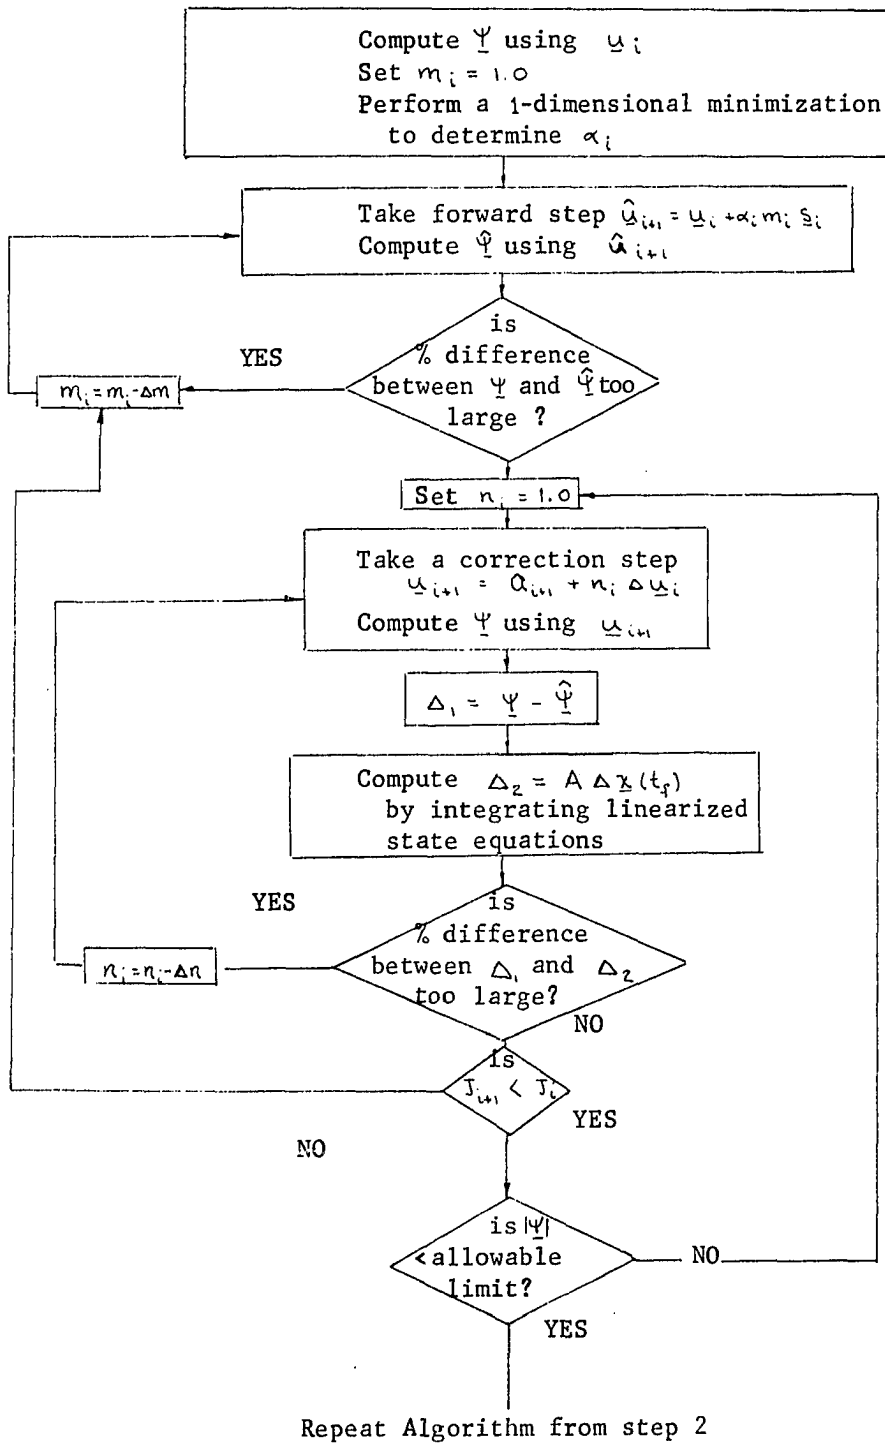 Compute Ψ using u_i
Set m_i = 1.0
Perform a 1-dimensional minimization
to determine α_i
Take forward step û_{i+1} = u_i + α_i m_i s_i
Compute Ψ̂ using û_{i+1}
is
% difference
between Ψ and Ψ̂ too
large ?
YES
m_i = m_i - Δm
Set n_i = 1.0
Take a correction step
u_{i+1} = û_{i+1} + n_i Δu_i
Compute Ψ using u_{i+1}
Δ₁ = Ψ - Ψ̂
Compute Δ₂ = A Δx(t_f)
by integrating linearized
state equations
YES
is
% difference
between Δ₁ and Δ₂
too large?
n_i = n_i - Δn
NO
is
J_{i+1} < J_i
YES
NO
is |Ψ|
< allowable
limit?
NO
YES
Repeat Algorithm from step 2